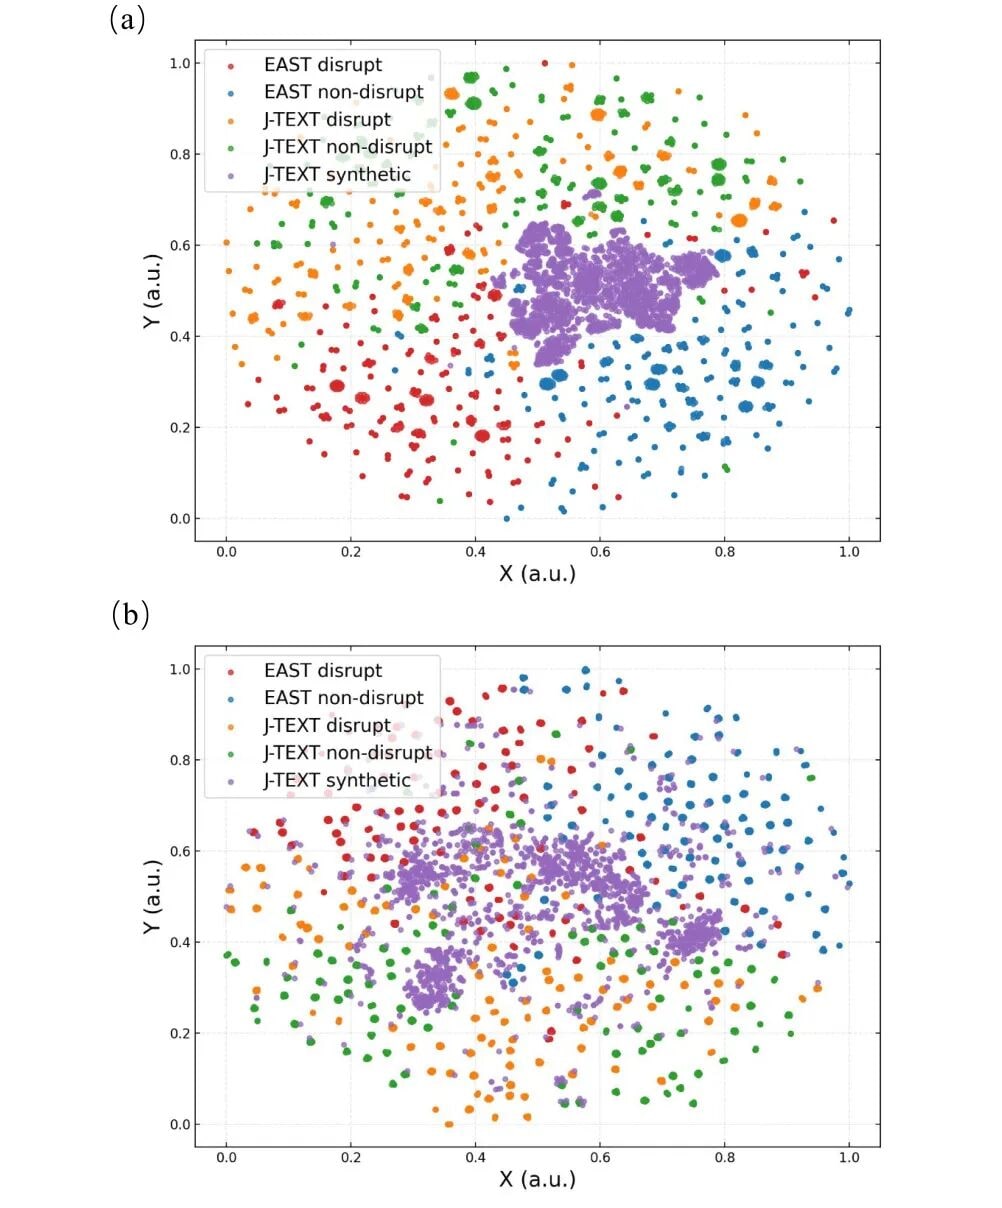 (a)
EAST disrupt
EAST non-disrupt
J-TEXT disrupt
J-TEXT non-disrupt
J-TEXT synthetic
1.0
0.8
0.6
0.4
0.2
0.0
Y (a.u.)
0.0 0.2 0.4 0.6 0.8 1.0
X (a.u.)
(b)
EAST disrupt
EAST non-disrupt
J-TEXT disrupt
J-TEXT non-disrupt
J-TEXT synthetic
1.0
0.8
0.6
0.4
0.2
0.0
Y (a.u.)
0.0 0.2 0.4 0.6 0.8 1.0
X (a.u.)